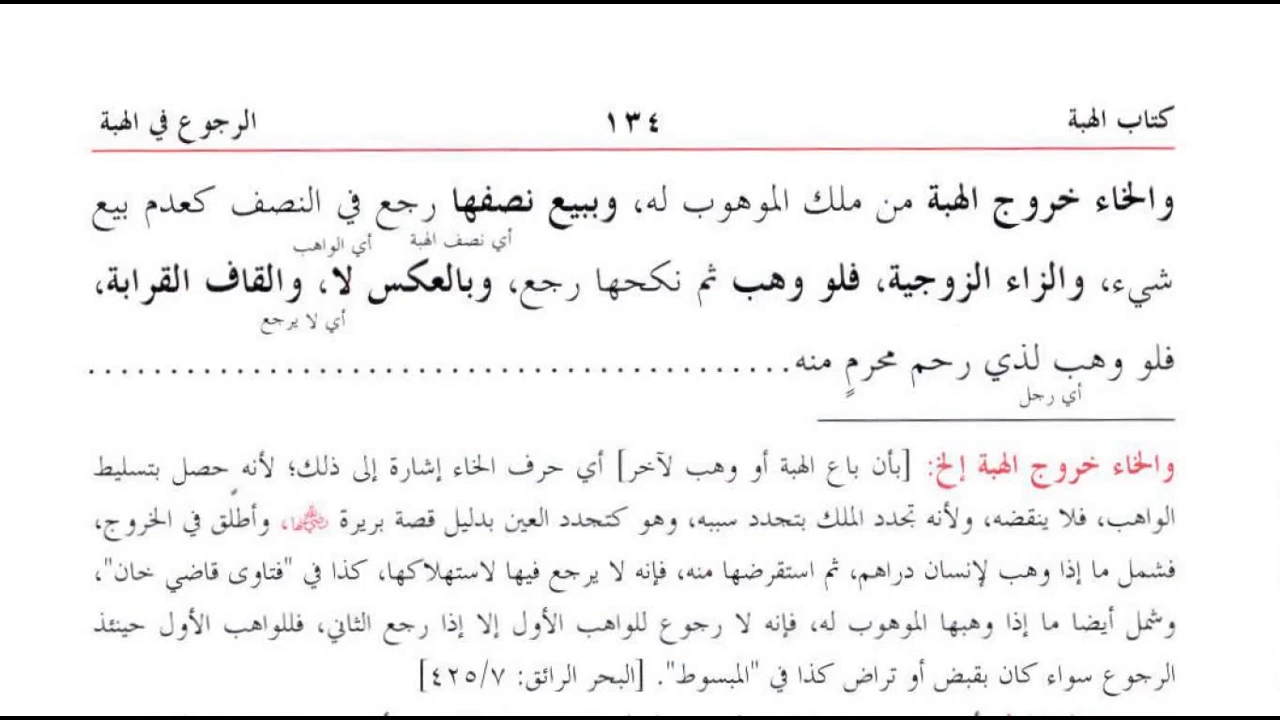 كتاب الهبة ١٣٤ الرجوع في الهبة
والخاء خروج الهبة من ملك الموهوب له، وببيع نصفها رجع في النصف كعدم بيع
أي نصف الهبة أي الواهب
شيء، والزاء الزوجية، فلو وهب ثم نكحها رجع، وبالعكس لا، والقاف القرابة،
أي لا يرجع
فلو وهب لذي رحم محرمٍ منه........................................
أي رجل
والخاء خروج الهبة إلخ: [بأن باع الهبة أو وهب لآخر] أي حرف الخاء إشارة إلى ذلك؛ لأنه حصل بتسليط
الواهب، فلا ينقضه، ولأنه تجدد الملك بتجدد سببه، وهو كتجدد العين بدليل قصة بريرة رضي الله عنها، وأطلق في الخروج،
فشمل ما إذا وهب لإنسان دراهم، ثم استقرضها منه، فإنه لا يرجع فيها لاستهلاكها، كذا في "فتاوى قاضي خان"،
وشمل أيضا ما إذا وهبها الموهوب له، فإنه لا رجوع للواهب الأول إلا إذا رجع الثاني، فللواهب الأول حينئذ
الرجوع سواء كان بقبض أو تراض كذا في "المبسوط". [البحر الرائق: ٤٢٥/٧]